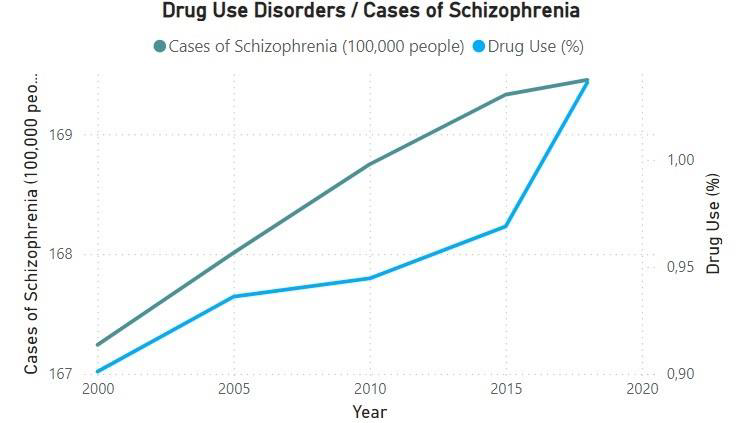 Drug Use Disorders / Cases of Schizophrenia
Cases of Schizophrenia (100,000 people) Drug Use (%)
Cases of Schizophrenia (100,000 peo...
169
168
167
1,00
0,95
0,90
Drug Use (%)
2000 2005 2010 2015 2020
Year